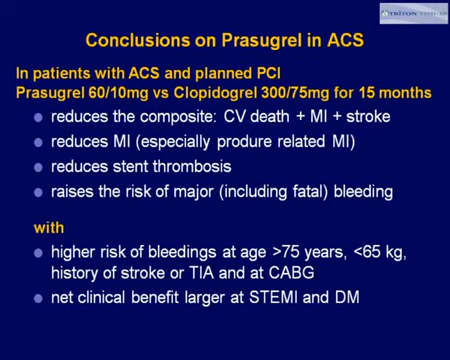 TRITON
Conclusions on Prasugrel in ACS
In patients with ACS and planned PCI
Prasugrel 60/10mg vs Clopidogrel 300/75mg for 15 months
reduces the composite: CV death + MI + stroke
reduces MI (especially produre related MI)
reduces stent thrombosis
raises the risk of major (including fatal) bleeding
with
higher risk of bleedings at age >75 years, <65 kg,
history of stroke or TIA and at CABG
net clinical benefit larger at STEMI and DM